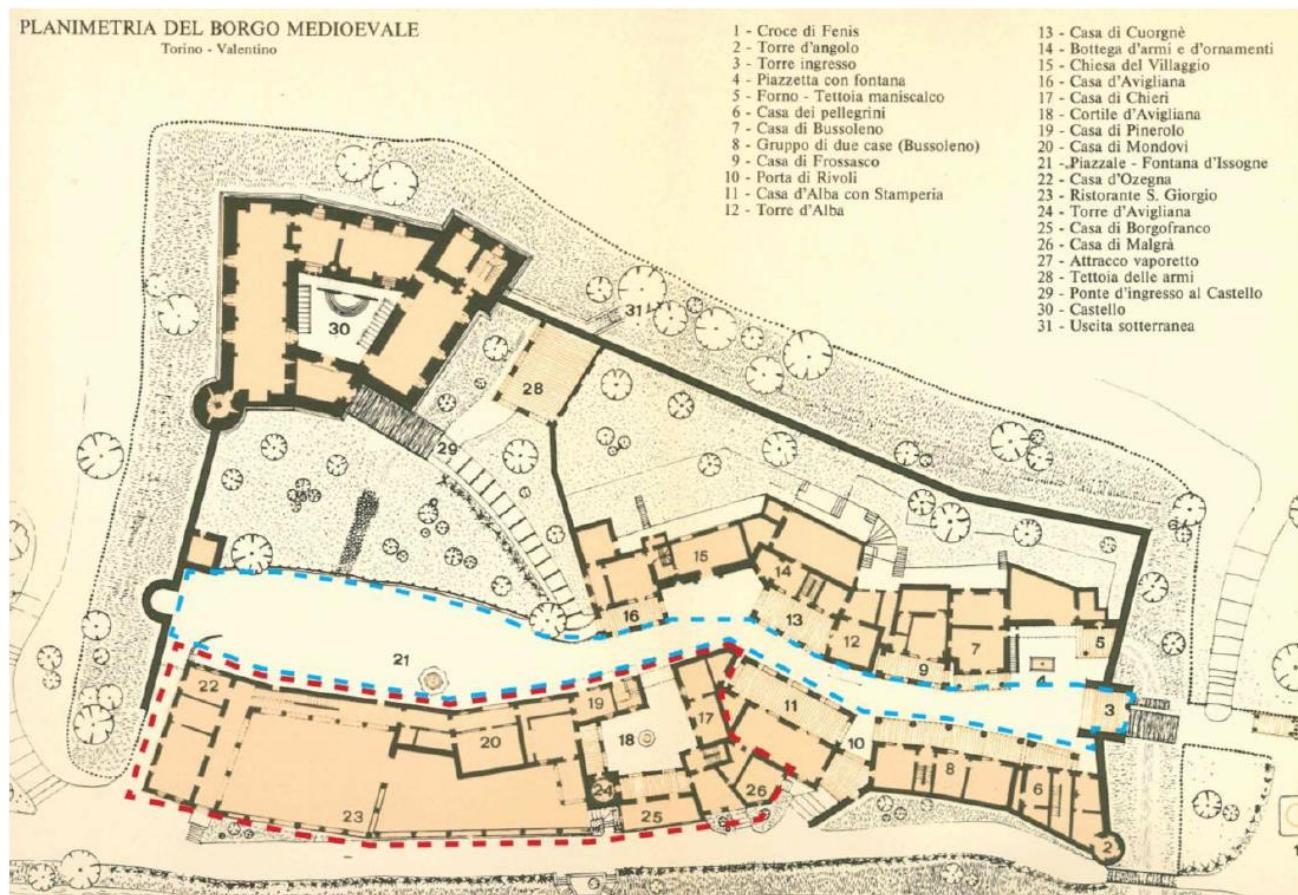 PLANIMETRIA DEL BORGO MEDIOEVALE
Torino - Valentino
1 - Croce di Fenis
2 - Torre d'angolo
3 - Torre ingresso
4 - Piazzetta con fontana
5 - Forno - Tettoia maniscalco
6 - Casa dei pellegrini
7 - Casa di Bussoleno
8 - Gruppo di due case (Bussoleno)
9 - Casa di Frossasco
10 - Porta di Rivoli
11 - Casa d'Alba con Stamperia
12 - Torre d'Alba
13 - Casa di Cuorgnè
14 - Bottega d'armi e d'ornamenti
15 - Chiesa del Villaggio
16 - Casa d'Avigliana
17 - Casa di Chieri
18 - Cortile d'Avigliana
19 - Casa di Pinerolo
20 - Casa di Mondovi
21 - Piazzale - Fontana d'Issogne
22 - Casa d'Ozegna
23 - Ristorante S. Giorgio
24 - Torre d'Avigliana
25 - Casa di Borgofranco
26 - Casa di Malgrà
27 - Attracco vaporetto
28 - Tettoia delle armi
29 - Ponte d'ingresso al Castello
30 - Castello
31 - Uscita sotterranea
31
30
28
29
15
14
16
13
12
9
7
5
4
3
21
22
19
17
11
20
18
10
8
6
24
26
23
25
2
1